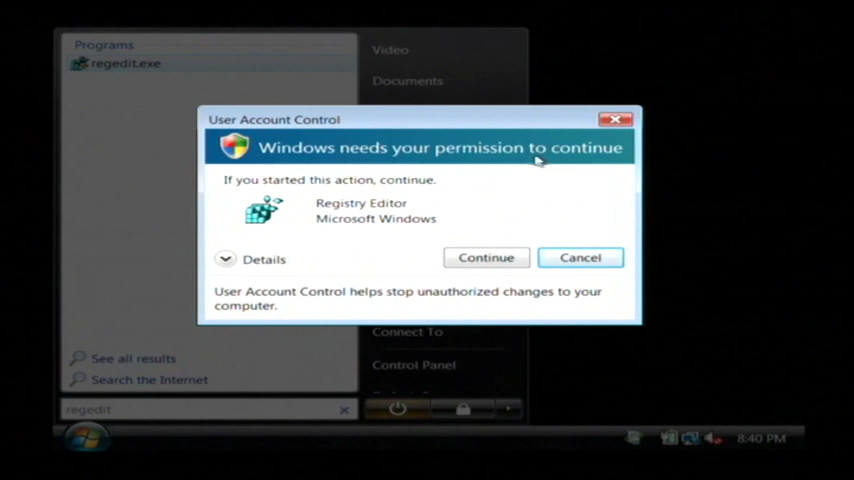 Programs
regedit.exe
Video
Documents
User Account Control
Windows needs your permission to continue
If you started this action, continue.
Registry Editor
Microsoft Windows
Details
Continue
Cancel
User Account Control helps stop unauthorized changes to your
computer.
Connect To
Control Panel
See all results
Search the Internet
regedit
8:40 PM